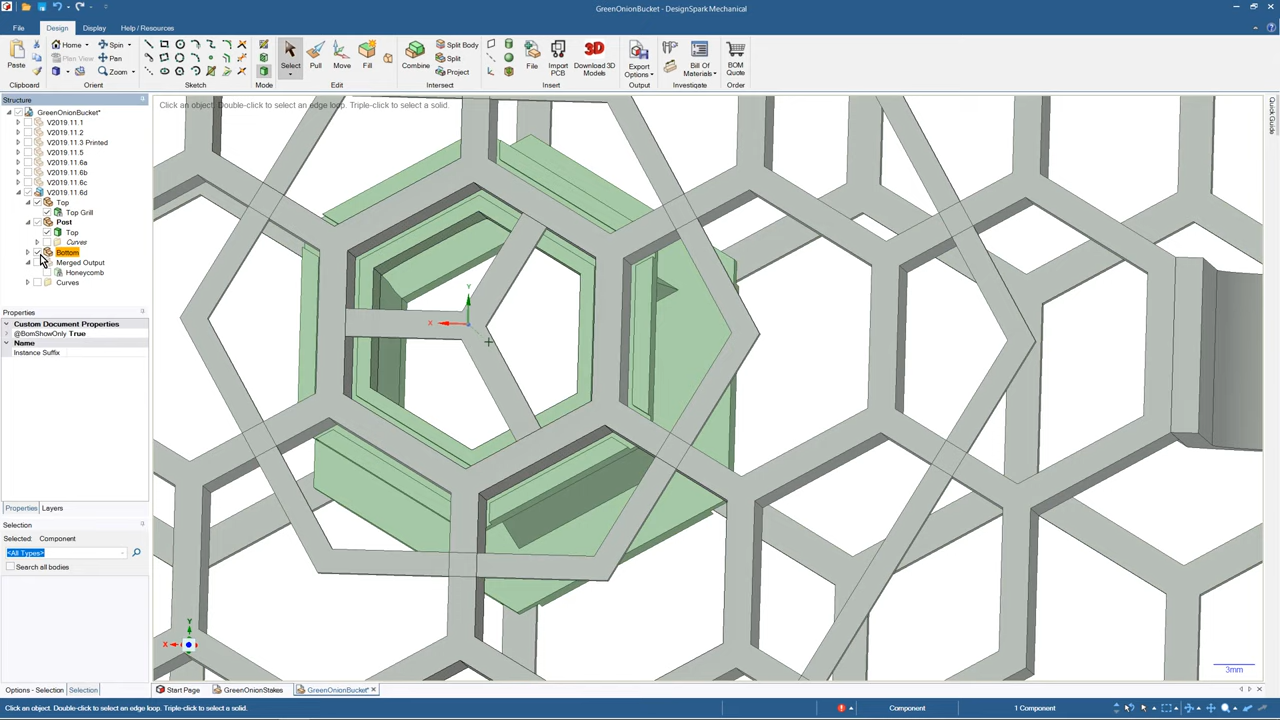 GreenOnionBucket* - DesignSpark Mechanical
File Design Display Help / Resources
Home Spin
Plan View Pan
Zoom
Paste
Select Pull Move Fill
Combine
Split Body
Split
Project
File Import PCB Download 3D Models
Export Options
Bill Of Materials
BOM Quote
Clipboard Orient Sketch Mode Edit Intersect Insert Output Investigate Order
Structure
Click an object. Double-click to select an edge loop. Triple-click to select a solid.
Quick Guide
GreenOnionBucket*
V2019.11.1
V2019.11.2
V2019.11.3 Printed
V2019.11.5
V2019.11.6a
V2019.11.6b
V2019.11.6c
V2019.11.6d
Top
Top Grill
Post
Top
Curves
Bottom
Merged Output
Honeycomb
Curves
Properties
Custom Document Properties
@BomShowOnly True
Name
Instance Suffix
Y
X
Properties Layers
Selection
Selected: Component
<All Types>
Search all bodies
Y
X
3mm
Options - Selection Selection
Start Page GreenOnionStakes GreenOnionBucket*
Click an object. Double-click to select an edge loop. Triple-click to select a solid. Component 1 Component